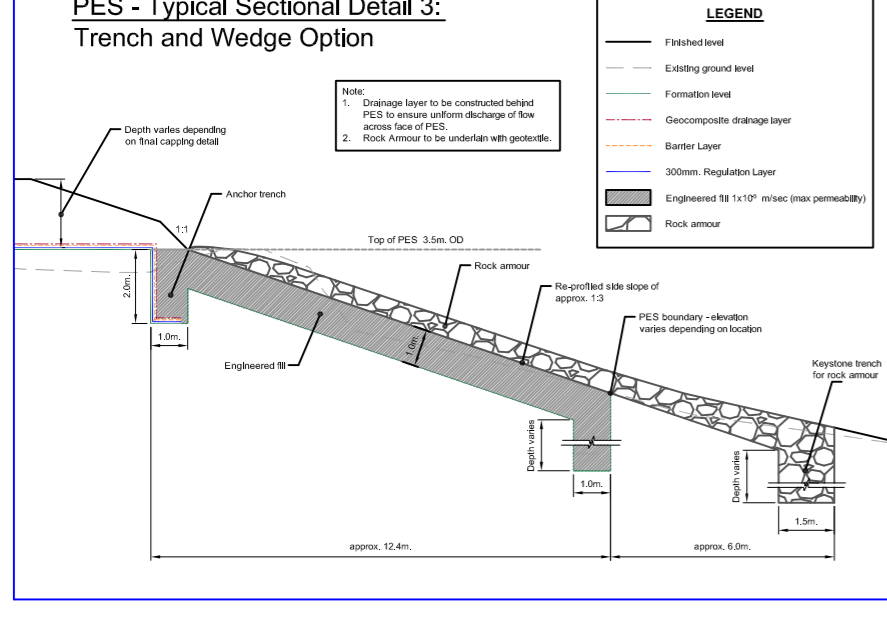 PES - Typical Sectional Detail 3:
Trench and Wedge Option
LEGEND
Finished level
Existing ground level
Formation level
Geocomposite drainage layer
Barrier Layer
300mm. Regulation Layer
Engineered fill 1x10⁹ m/sec (max permeability)
Rock armour
Note:
1. Drainage layer to be constructed behind
PES to ensure uniform discharge of flow
across face of PES.
2. Rock Armour to be underlain with geotextile.
Depth varies depending
on final capping detail
Anchor trench
1:1
Top of PES 3.5m. OD
Rock armour
Re-profiled side slope of
approx. 1:3
PES boundary - elevation
varies depending on location
Keystone trench
for rock armour
2.0m.
1.0m.
Engineered fill
1.0m.
Depth varies
1.0m.
Depth varies
1.5m.
approx. 12.4m.
approx. 6.0m.